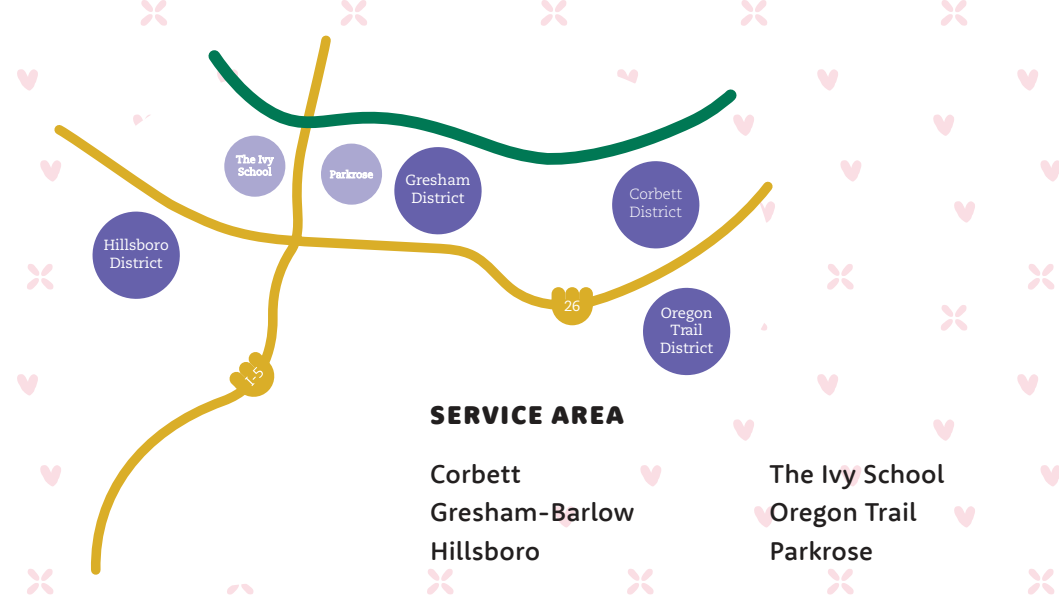 The Ivy
School
Parkrose
Gresham
District
Corbett
District
Hillsboro
District
26
Oregon
Trail
District
I-5
SERVICE AREA
Corbett
Gresham-Barlow
Hillsboro
The Ivy School
Oregon Trail
Parkrose